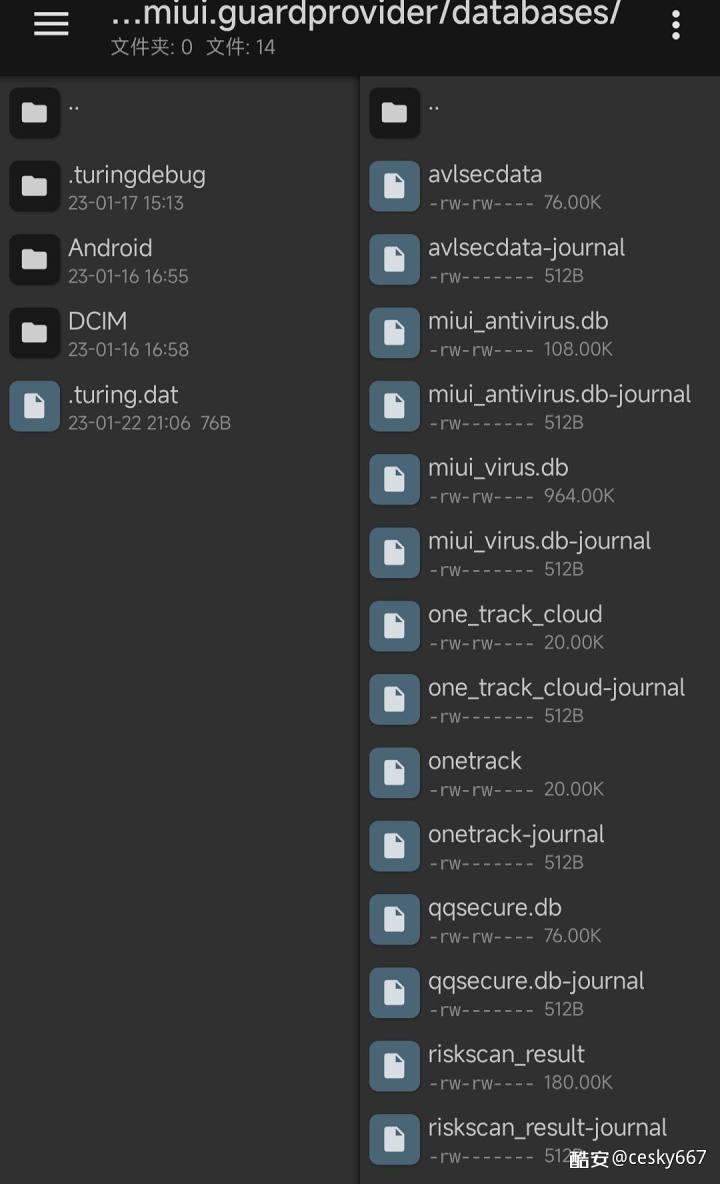 ...miui.guardprovider/databases/
文件夹: 0 文件: 14
..
.turingdebug
23-01-17 15:13
Android
23-01-16 16:55
DCIM
23-01-16 16:58
.turing.dat
23-01-22 21:06 76B
..
avlsecdata
-rw-rw---- 76.00K
avlsecdata-journal
-rw------- 512B
miui_antivirus.db
-rw-rw---- 108.00K
miui_antivirus.db-journal
-rw------- 512B
miui_virus.db
-rw-rw---- 964.00K
miui_virus.db-journal
-rw------- 512B
one_track_cloud
-rw-rw---- 20.00K
one_track_cloud-journal
-rw------- 512B
onetrack
-rw-rw---- 20.00K
onetrack-journal
-rw------- 512B
qqsecure.db
-rw-rw---- 76.00K
qqsecure.db-journal
-rw------- 512B
riskscan_result
-rw-rw---- 180.00K
riskscan_result-journal
-rw------- 512B
酷安@cesky667